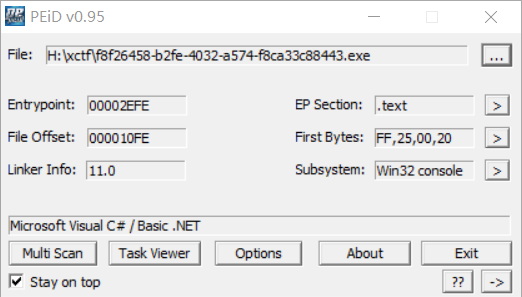 PEiD v0.95
File: H:\xctf\f8f26458-b2fe-4032-a574-f8ca33c88443.exe ...
Entrypoint: 00002EFE EP Section: .text >
File Offset: 000010FE First Bytes: FF,25,00,20 >
Linker Info: 11.0 Subsystem: Win32 console >
Microsoft Visual C# / Basic .NET
Multi Scan Task Viewer Options About Exit
Stay on top ?? ->